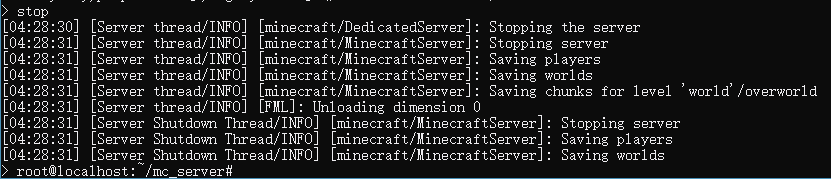 > stop
[04:28:30] [Server thread/INFO] [minecraft/DedicatedServer]: Stopping the server
[04:28:31] [Server thread/INFO] [minecraft/MinecraftServer]: Stopping server
[04:28:31] [Server thread/INFO] [minecraft/MinecraftServer]: Saving players
[04:28:31] [Server thread/INFO] [minecraft/MinecraftServer]: Saving worlds
[04:28:31] [Server thread/INFO] [minecraft/MinecraftServer]: Saving chunks for level 'world'/overworld
[04:28:31] [Server thread/INFO] [FML]: Unloading dimension 0
[04:28:31] [Server Shutdown Thread/INFO] [minecraft/MinecraftServer]: Stopping server
[04:28:31] [Server Shutdown Thread/INFO] [minecraft/MinecraftServer]: Saving players
[04:28:31] [Server Shutdown Thread/INFO] [minecraft/MinecraftServer]: Saving worlds
> root@localhost:~/mc_server#